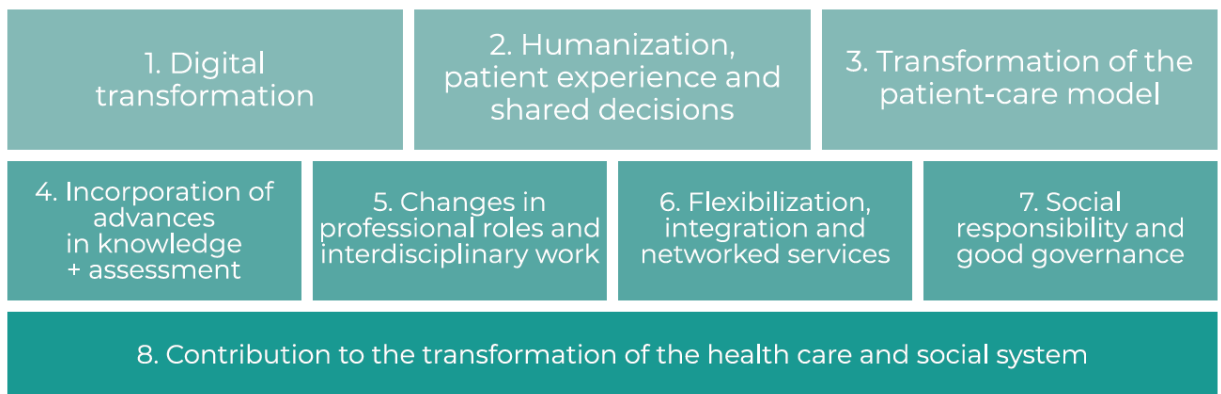 1. Digital
transformation
2. Humanization,
patient experience and
shared decisions
3. Transformation of the
patient-care model
4. Incorporation of
advances
in knowledge
+ assessment
5. Changes in
professional roles and
interdisciplinary work
6. Flexibilization,
integration and
networked services
7. Social
responsibility and
good governance
8. Contribution to the transformation of the health care and social system